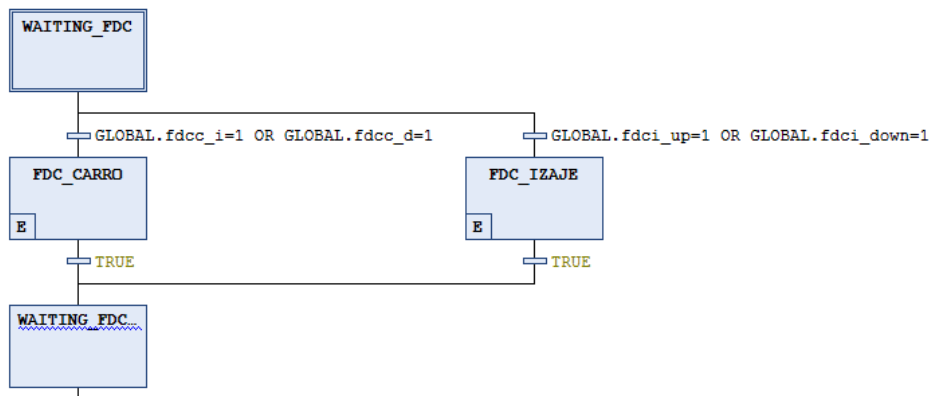 WAITING_FDC
GLOBAL.fdcc_i=1 OR GLOBAL.fdcc_d=1
GLOBAL.fdci_up=1 OR GLOBAL.fdci_down=1
FDC_CARRO
FDC_IZAJE
E
E
TRUE
TRUE
WAITING_FDC...